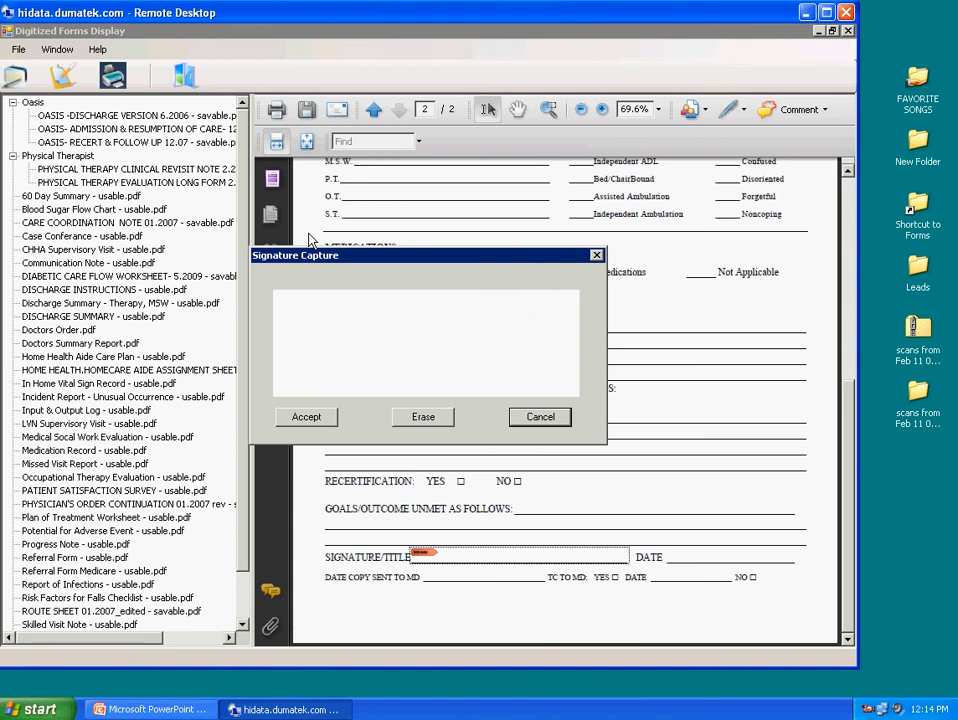 hidata.dumatek.com - Remote Desktop
Digitized Forms Display
File Window Help
2 / 2
69.6%
Comment
Find
Oasis
OASIS -DISCHARGE VERSION 6.2006 - savable.p
OASIS - ADMISSION & RESUMPTION OF CARE- 12
OASIS - RECERT & FOLLOW UP 12.07 - savable.
Physical Therapist
PHYSICAL THERAPY CLINICAL REVISIT NOTE 2.2
PHYSICAL THERAPY EVALUATION LONG FORM 2.
60 Day Summary - usable.pdf
Blood Sugar Flow Chart - usable.pdf
CARE COORDINATION NOTE 01.2007 - savable.pdf
Case Conferance - usable.pdf
CHHA Supervisory Visit - usable.pdf
Communication Note - usable.pdf
DIABETIC CARE FLOW WORKSHEET- 5.2009 - savabl
DISCHARGE INSTRUCTIONS - usable.pdf
Discharge Summary - Therapy, MSW - usable.pdf
DISCHARGE SUMMARY - usable.pdf
Doctors Order.pdf
Doctors Summary Report.pdf
Home Health Aide Care Plan - usable.pdf
HOME HEALTH.HOMECARE AIDE ASSIGNMENT SHEET
In Home Vital Sign Record - usable.pdf
Incident Report - Unusual Occurrence - usable.pdf
Input & Output Log - usable.pdf
LVN Supervisory Visit - usable.pdf
Medical Socal Work Evaluation - usable.pdf
Medication Record - usable.pdf
Missed Visit Report - usable.pdf
Occupational Therapy Evaluation - usable.pdf
PATIENT SATISFACTION SURVEY - usable.pdf
PHYSICIAN'S ORDER CONTINUATION 01.2007 rev - s
Plan of Treatment Worksheet - usable.pdf
Potential for Adverse Event - usable.pdf
Progress Note - usable.pdf
Referral Form - usable.pdf
Referral Form Medicare - usable.pdf
Report of Infections - usable.pdf
Risk Factors for Falls Checklist - usable.pdf
ROUTE SHEET 01.2007_edited - savable.pdf
Skilled Visit Note - usable.pdf
M.S.W. Independent ADL Confused
P.T. Bed/ChairBound Disoriented
O.T. Assisted Ambulation Forgerful
S.T. Independent Ambulation Noncoping
Not Applicable
Signature Capture
Accept Erase Cancel
RECERTIFICATION: YES NO
GOALS/OUTCOME UNMET AS FOLLOWS:
SIGNATURE/TITLE DATE
DATE COPY SENT TO MD TC TO MD: YES DATE NO
FAVORITE
SONGS
New Folder
Shortcut to
Forms
Leads
scans from
Feb 11 0...
scans from
Feb 11 0...
start
Microsoft PowerPoint ...
hidata.dumatek.com ...
12:14 PM